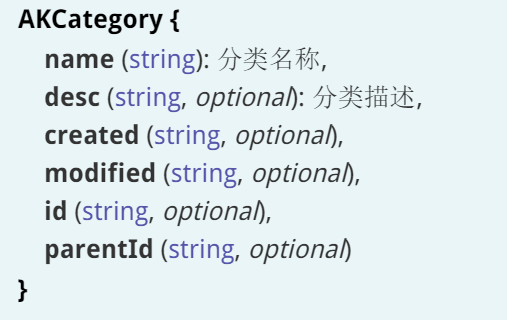 AKCategory {
name (string): 分类名称,
desc (string, optional): 分类描述,
created (string, optional),
modified (string, optional),
id (string, optional),
parentId (string, optional)
}